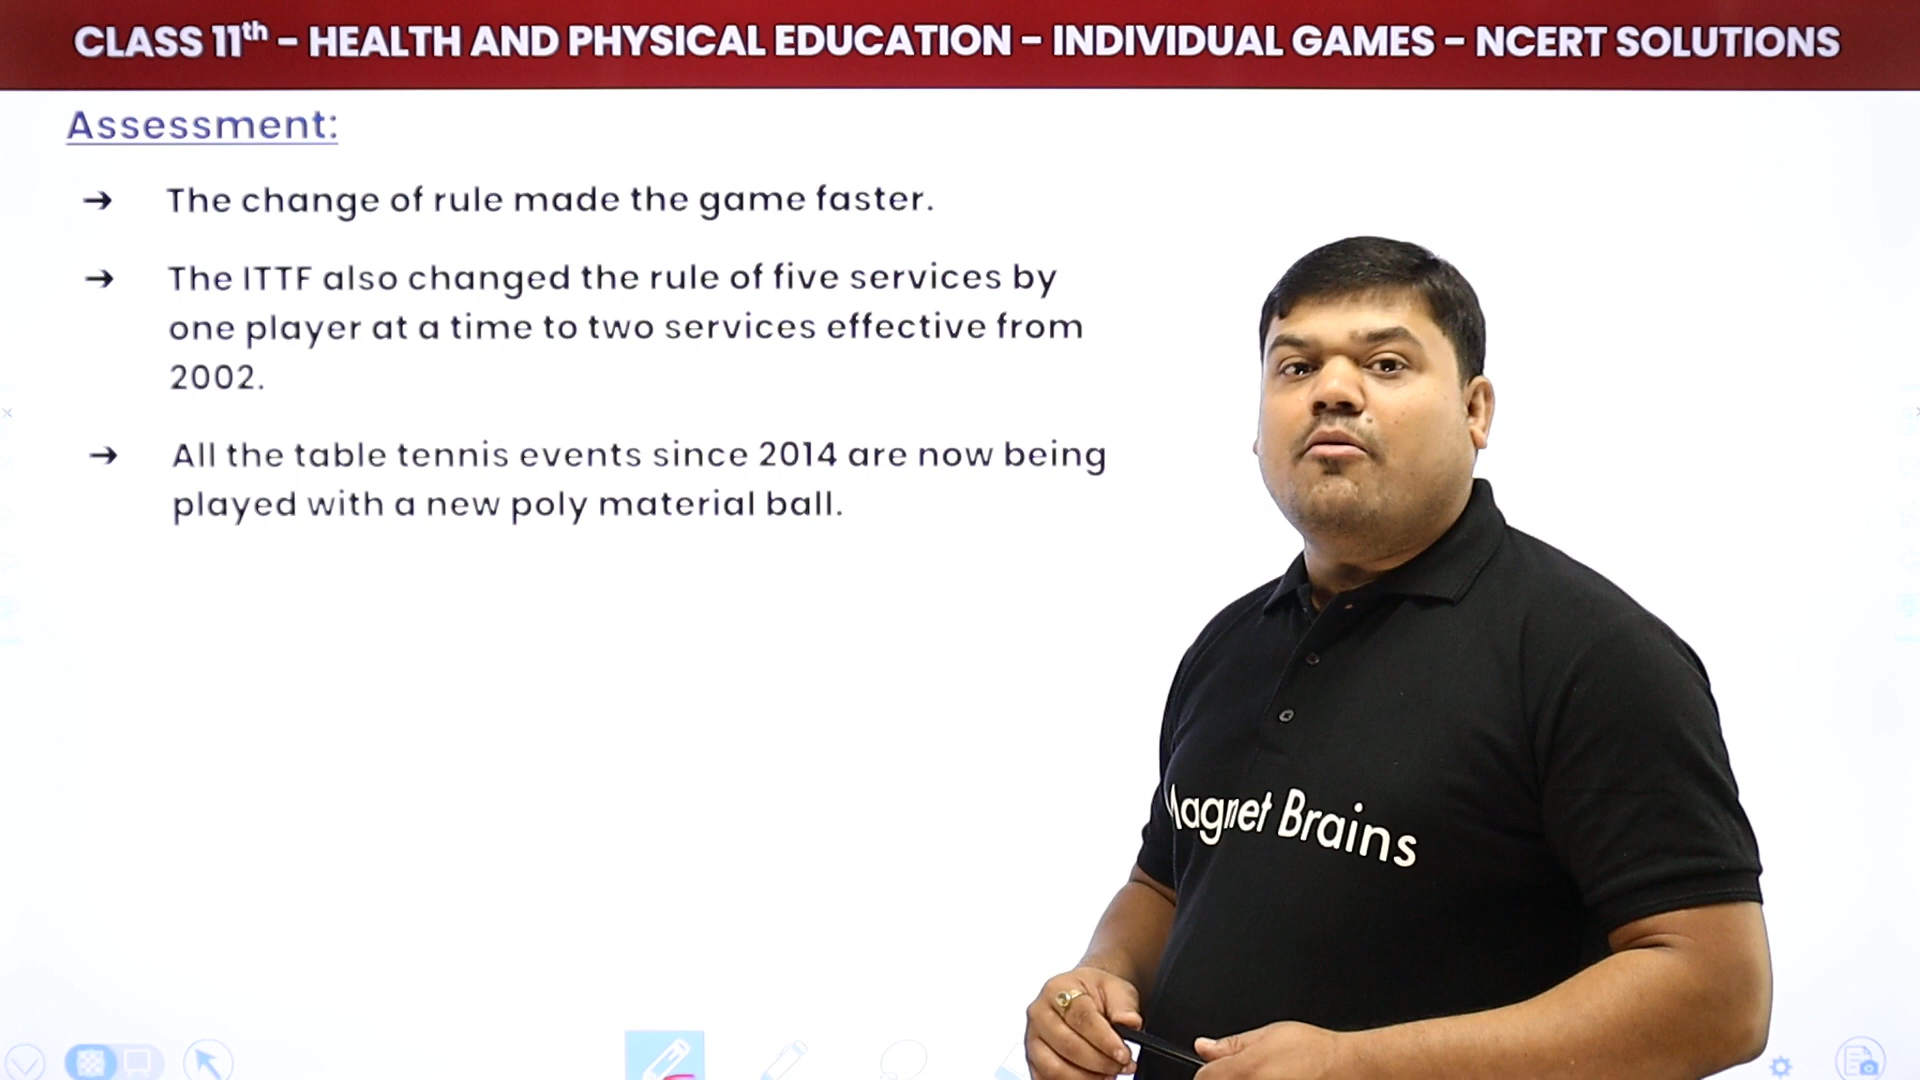 CLASS 11th - HEALTH AND PHYSICAL EDUCATION - INDIVIDUAL GAMES - NCERT SOLUTIONS
Assessment:
→ The change of rule made the game faster.
→ The ITTF also changed the rule of five services by
one player at a time to two services effective from
2002.
→ All the table tennis events since 2014 are now being
played with a new poly material ball.
Magnet Brains